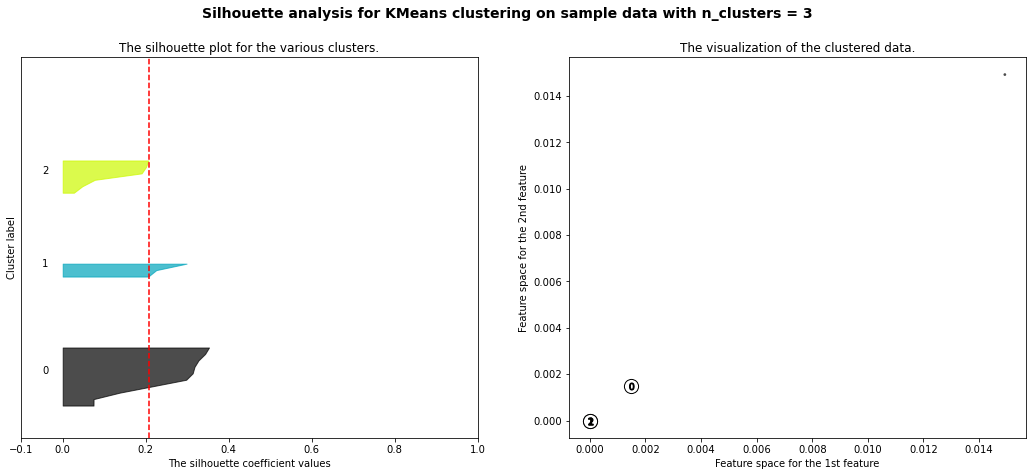 Silhouette analysis for KMeans clustering on sample data with n_clusters = 3
The silhouette plot for the various clusters.
2
1
0
Cluster label
−0.1 0.0 0.2 0.4 0.6 0.8 1.0
The silhouette coefficient values
The visualization of the clustered data.
0.014
0.012
0.010
0.008
0.006
0.004
0.002
0.000
0
Feature space for the 2nd feature
0.000 0.002 0.004 0.006 0.008 0.010 0.012 0.014
Feature space for the 1st feature